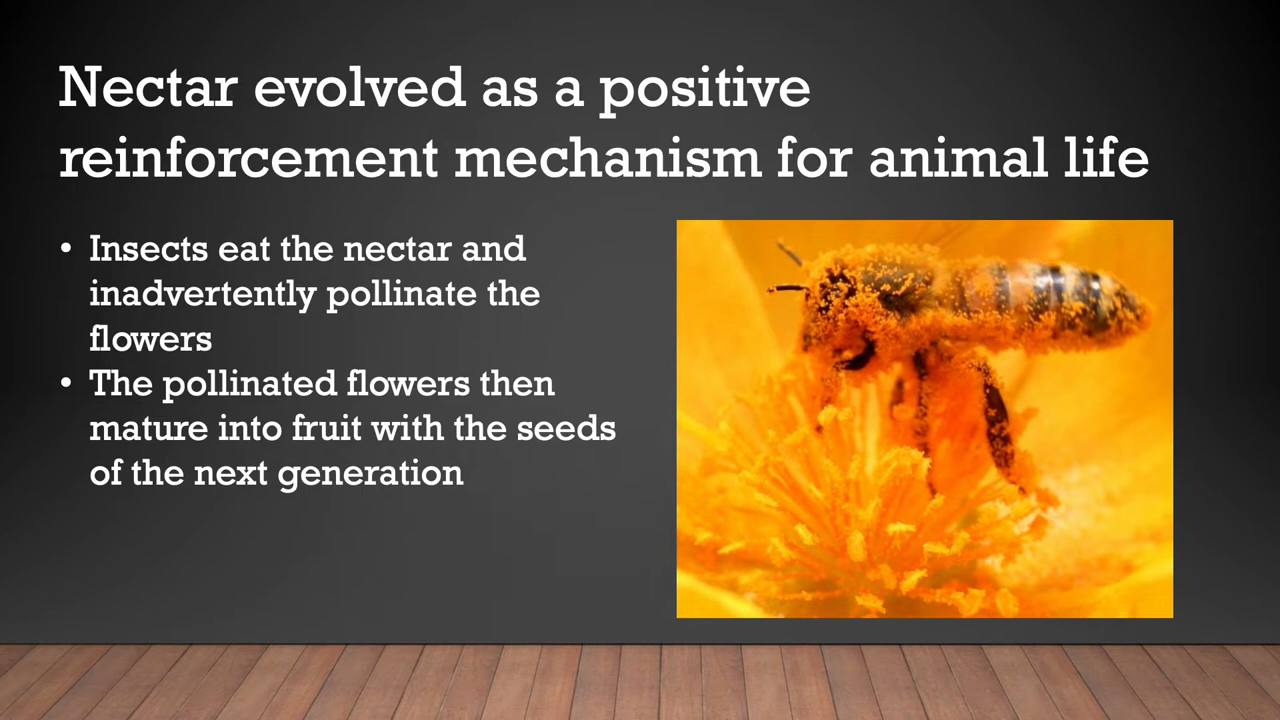 Nectar evolved as a positive
reinforcement mechanism for animal life
• Insects eat the nectar and
inadvertently pollinate the
flowers
• The pollinated flowers then
mature into fruit with the seeds
of the next generation